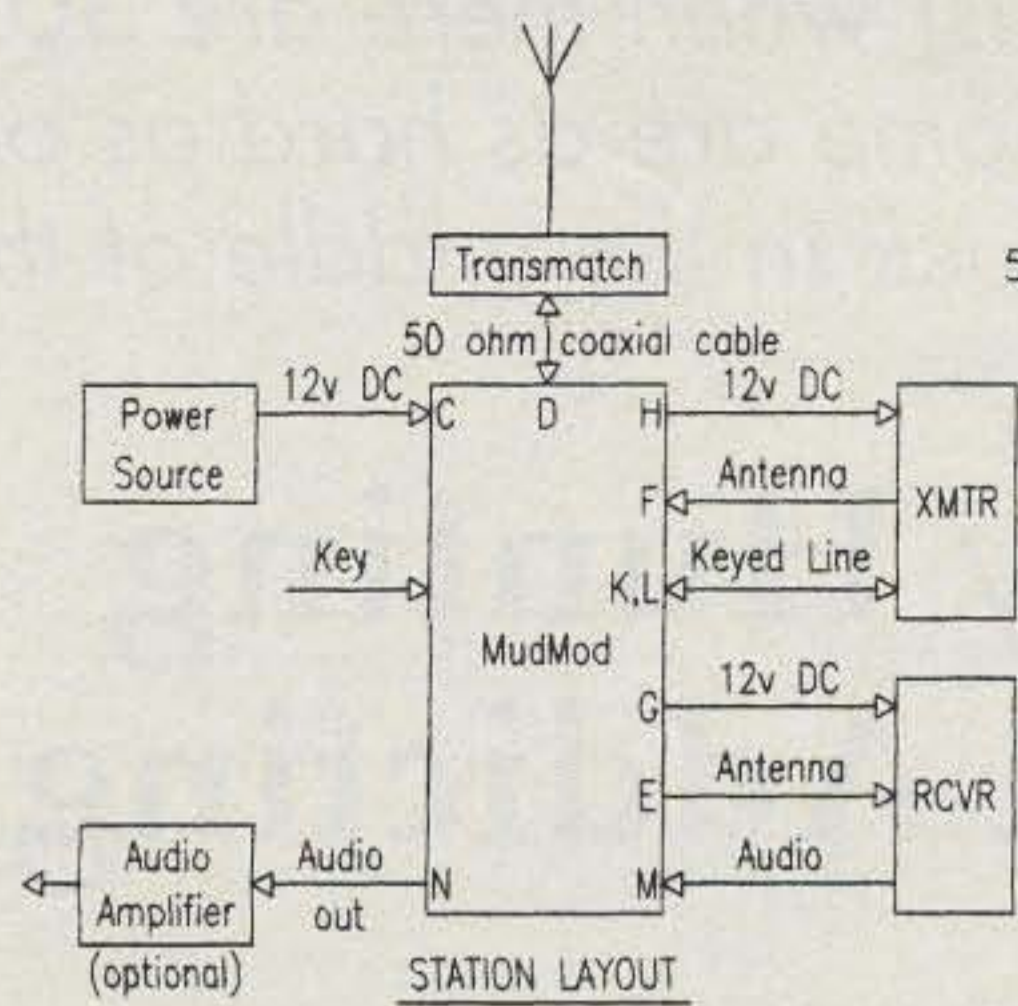 Transmatch
5
50 ohm coaxial cable
Power
Source
12v DC
C
D
H
12v DC
XMTR
F
Antenna
Key
K,L
Keyed Line
MudMod
G
12v DC
RCVR
E
Antenna
Audio
Amplifier
(optional)
Audio
out
N
M
Audio
STATION LAYOUT